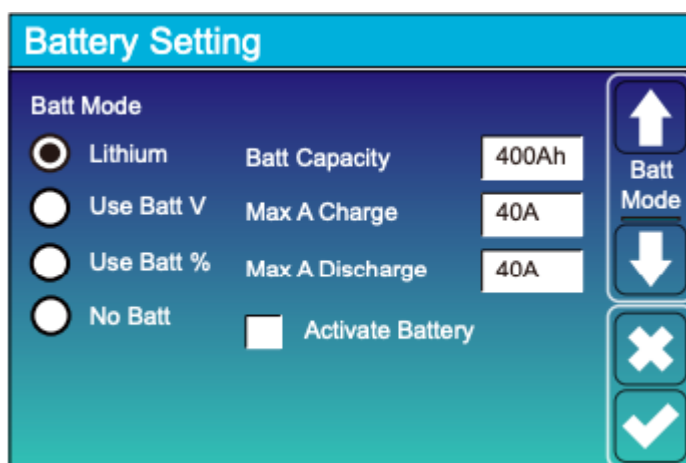 Battery Setting
Batt Mode
Lithium
Batt Capacity
400Ah
Use Batt V
Max A Charge
40A
Use Batt %
Max A Discharge
40A
No Batt
Activate Battery
Batt
Mode